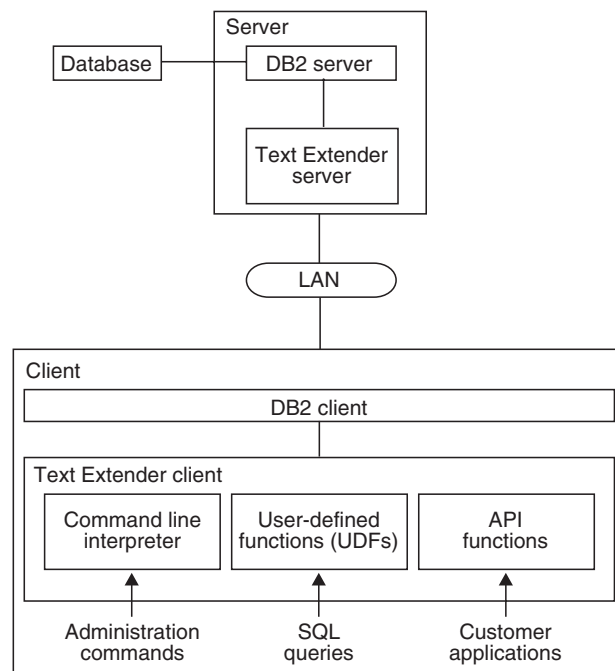 Server
Database
DB2 server
Text Extender
server
LAN
Client
DB2 client
Text Extender client
Command line
interpreter
User-defined
functions (UDFs)
API
functions
Administration
commands
SQL
queries
Customer
applications